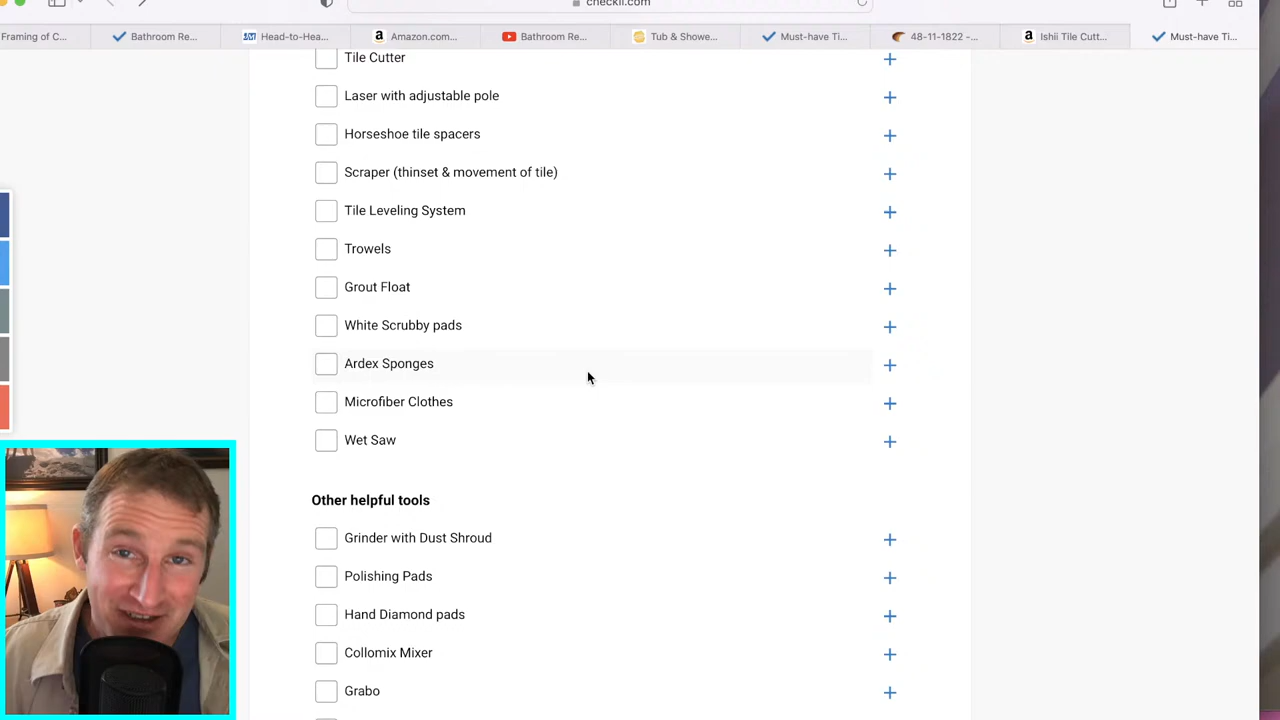 checkli.com
Framing of C...
Bathroom Re...
Head-to-Hea...
Amazon.com...
Bathroom Re...
Tub & Showe...
Must-have Ti...
48-11-1822 -...
Ishii Tile Cutt...
Must-have Ti...
Tile Cutter
Laser with adjustable pole
Horseshoe tile spacers
Scraper (thinset & movement of tile)
Tile Leveling System
Trowels
Grout Float
White Scrubby pads
Ardex Sponges
Microfiber Clothes
Wet Saw
Other helpful tools
Grinder with Dust Shroud
Polishing Pads
Hand Diamond pads
Collomix Mixer
Grabo